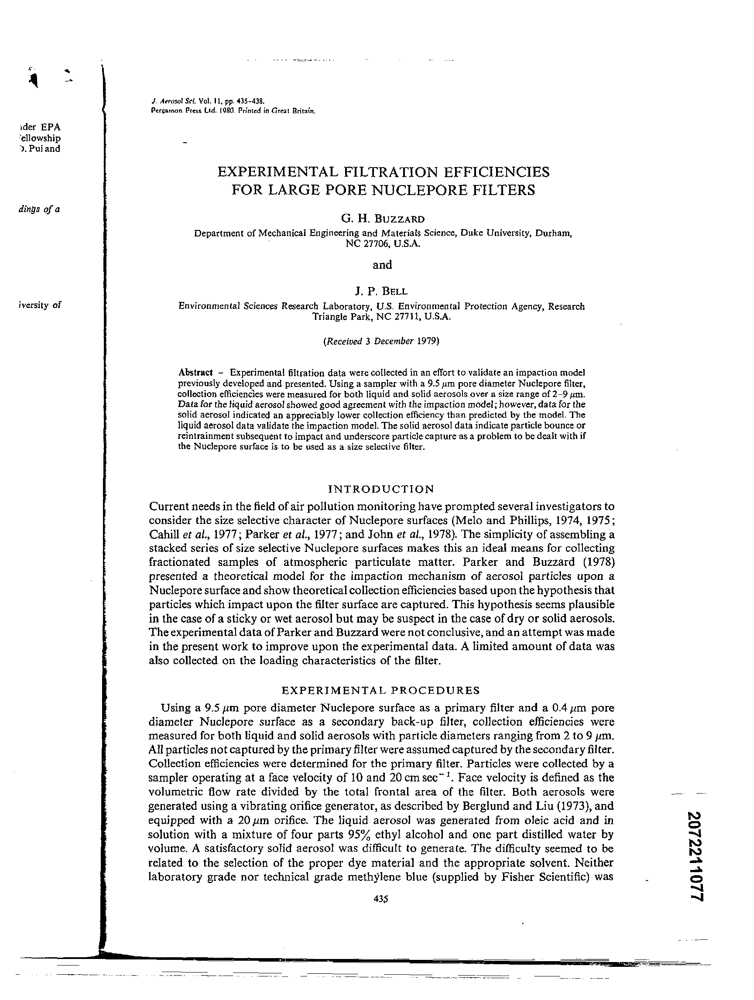 J. Aerosol Sci. Vol. 11, pp. 435-438.
Pergamon Press Ltd. 1980. Printed in Great Britain.
EPA
D. Pui and
dings of a
iversity of
EXPERIMENTAL FILTRATION EFFICIENCIES
FOR LARGE PORE NUCLEPORE FILTERS
G. H. BUZZARD
Department of Mechanical Engineering and Materials Science, Duke University, Durham,
NC 27706, U.S.A.
and
J. P. BELL
Environmental Sciences Research Laboratory, U.S. Environmental Protection Agency, Research
Triangle Park, NC 27711, U.S.A.
(Received 3 December 1979)
Abstract – Experimental filtration data were collected in an effort to validate an impaction model
previously developed and presented. Using a sampler with a 9.5 μm pore diameter Nuclepore filter,
collection efficiencies were measured for both liquid and solid aerosols over a size range of 2–9 μm.
Data for the liquid aerosol showed good agreement with the impaction model; however, data for the
solid aerosol indicated an appreciably lower collection efficiency than predicted by the model. The
liquid aerosol data validate the impaction model. The solid aerosol data indicate particle bounce or
reintrainment subsequent to impact and underscore particle capture as a problem to be dealt with if
the Nuclepore surface is to be used as a size selective filter.
INTRODUCTION
Current needs in the field of air pollution monitoring have prompted several investigators to
consider the size selective character of Nuclepore surfaces (Melo and Phillips, 1974, 1975;
Cahill et al., 1977; Parker et al., 1977; and John et al., 1978). The simplicity of assembling a
stacked series of size selective Nuclepore surfaces makes this an ideal means for collecting
fractionated samples of atmospheric particulate matter. Parker and Buzzard (1978)
presented a theoretical model for the impaction mechanism of aerosol particles upon a
Nuclepore surface and show theoretical collection efficiencies based upon the hypothesis that
particles which impact upon the filter surface are captured. This hypothesis seems plausible
in the case of a sticky or wet aerosol but may be suspect in the case of dry or solid aerosols.
The experimental data of Parker and Buzzard were not conclusive, and an attempt was made
in the present work to improve upon the experimental data. A limited amount of data was
also collected on the loading characteristics of the filter.
EXPERIMENTAL PROCEDURES
Using a 9.5 μm pore diameter Nuclepore surface as a primary filter and a 0.4 μm pore
diameter Nuclepore surface as a secondary back-up filter, collection efficiencies were
measured for both liquid and solid aerosols with particle diameters ranging from 2 to 9 μm.
All particles not captured by the primary filter were assumed captured by the secondary filter.
Collection efficiencies were determined for the primary filter. Particles were collected by a
sampler operating at a face velocity of 10 and 20 cm sec⁻¹. Face velocity is defined as the
volumetric flow rate divided by the total frontal area of the filter. Both aerosols were
generated using a vibrating orifice generator, as described by Berglund and Liu (1973), and
equipped with a 20 μm orifice. The liquid aerosol was generated from oleic acid and in
solution with a mixture of four parts 95% ethyl alcohol and one part distilled water by
volume. A satisfactory solid aerosol was difficult to generate. The difficulty seemed to be
related to the selection of the proper dye material and the appropriate solvent. Neither
laboratory grade nor technical grade methylene blue (supplied by Fisher Scientific) was
435
2072211077